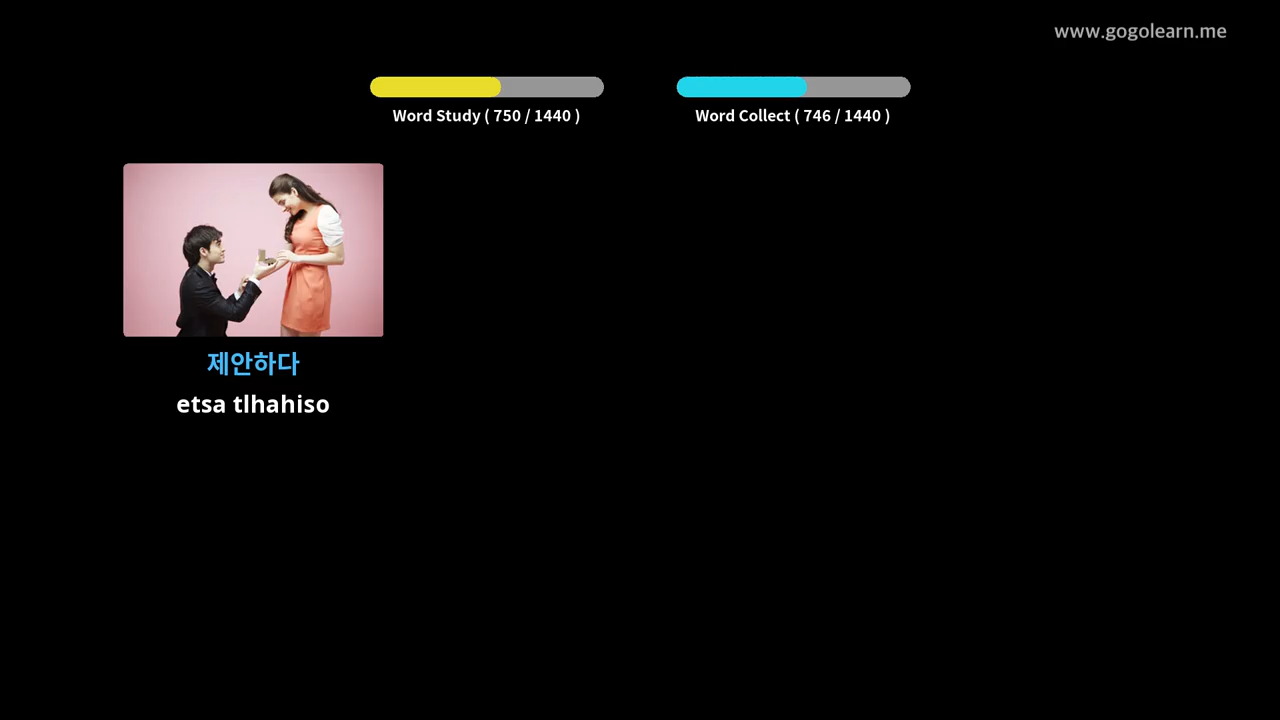 www.gogolearn.me
Word Study ( 750 / 1440 )
Word Collect ( 746 / 1440 )
제안하다
etsa tlhahiso